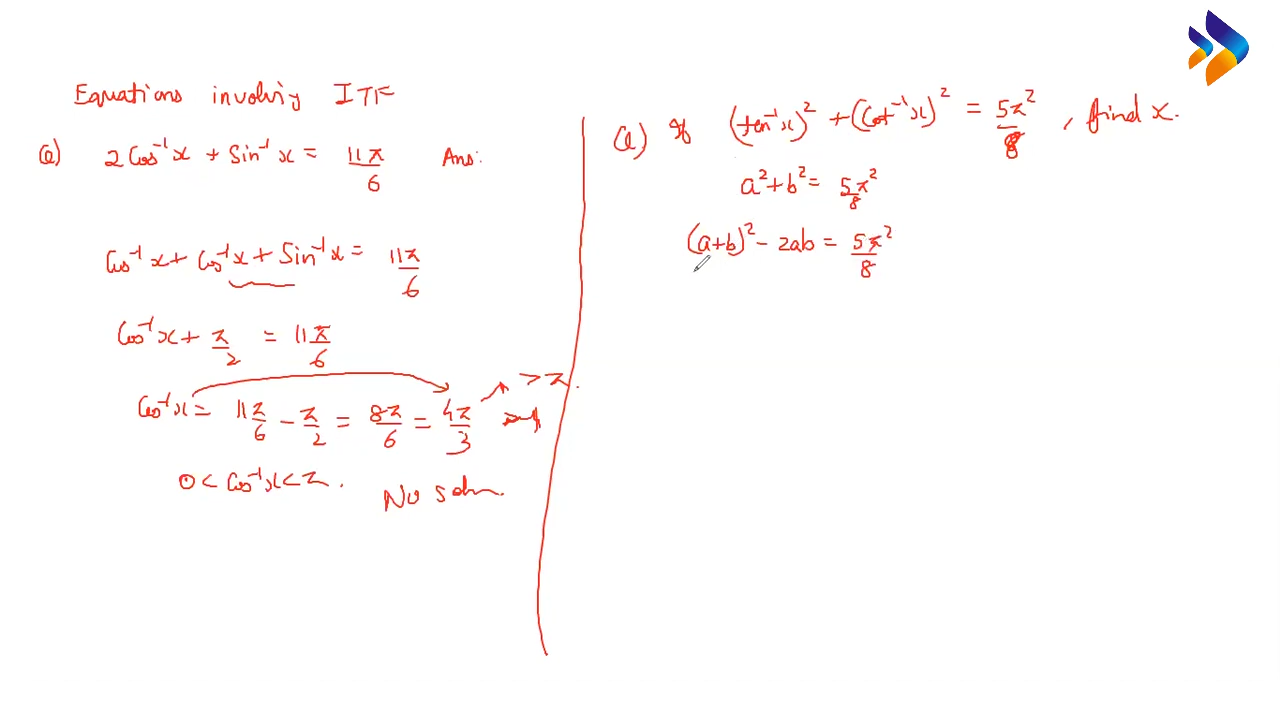 Equations involving ITF
Q) 2 Cos⁻¹x + Sin⁻¹x = 11π/6 Ans:
Cos⁻¹x + Cos⁻¹x + Sin⁻¹x = 11π/6
Cos⁻¹x + π/2 = 11π/6
Cos⁻¹x = 11π/6 − π/2 = 8π/6 = 4π/3 > π.
0 < Cos⁻¹x < π.
No soln.
Q) If (tan⁻¹x)² + (Cot⁻¹x)² = 5π²/8, find x.
a² + b² = 5π²/8
(a+b)² − 2ab = 5π²/8